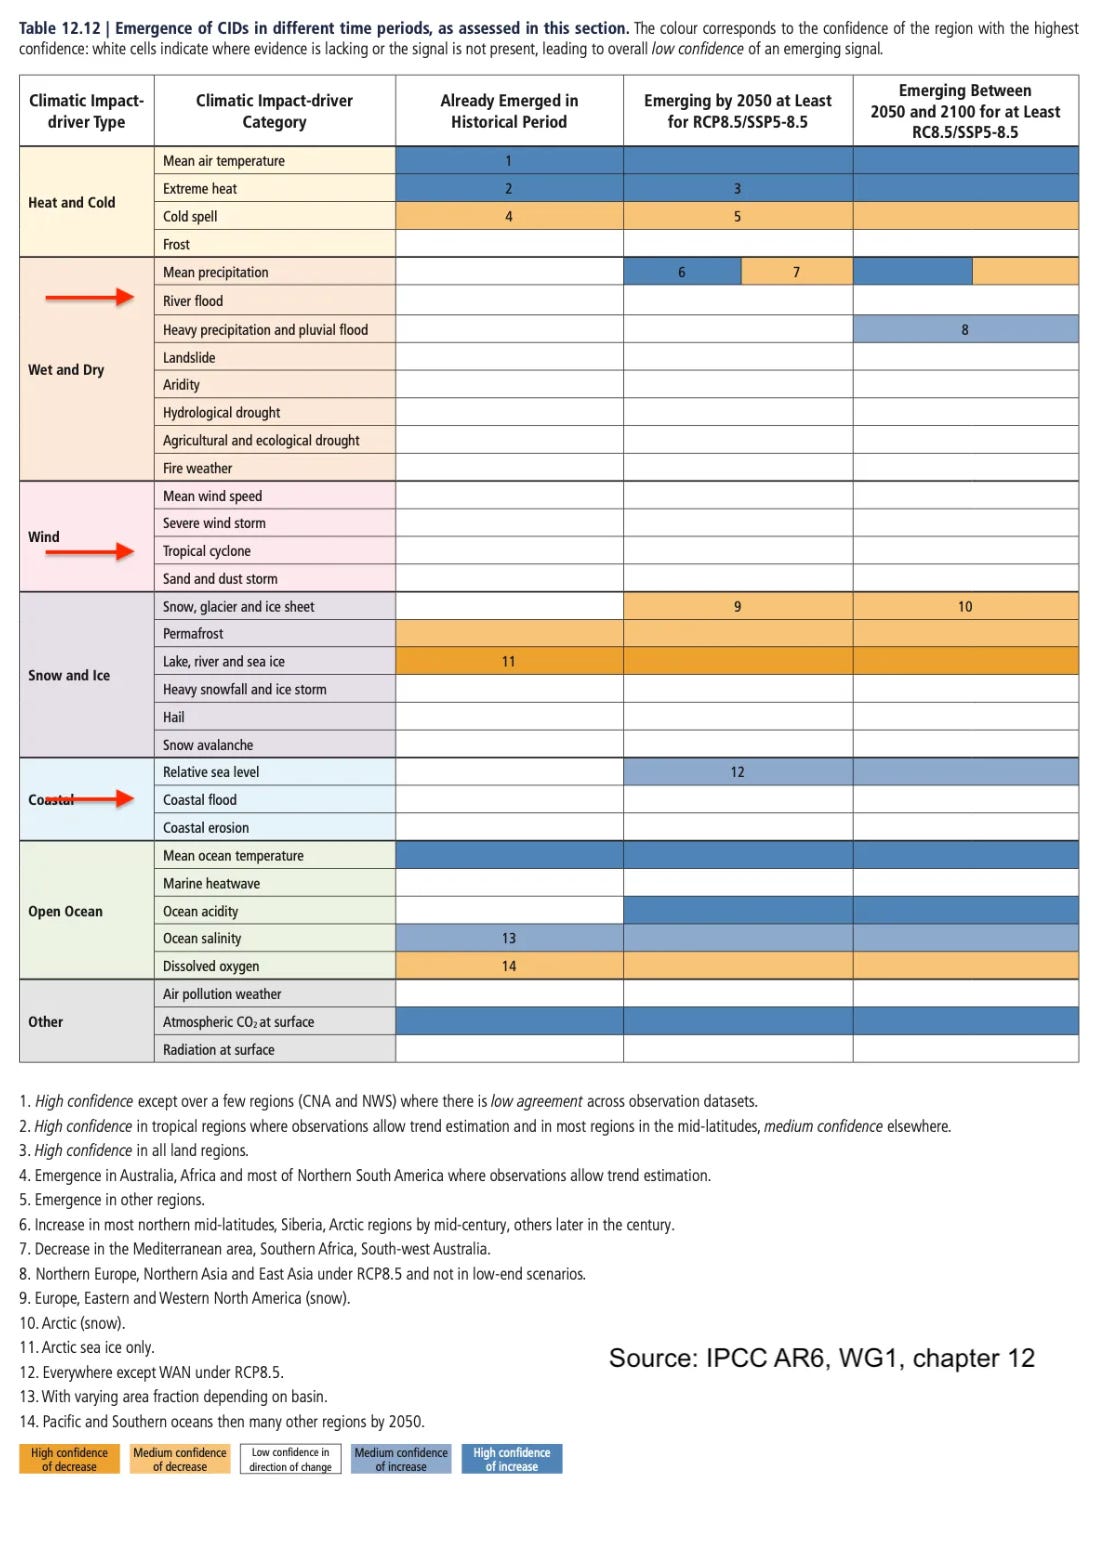 Table 12.12 | Emergence of CIDs in different time periods, as assessed in this section. The colour corresponds to the confidence of the region with the highest
confidence: white cells indicate where evidence is lacking or the signal is not present, leading to overall low confidence of an emerging signal.
Climatic Impact-
driver Type
Climatic Impact-driver
Category
Already Emerged in
Historical Period
Emerging by 2050 at Least
for RCP8.5/SSP5-8.5
Emerging Between
2050 and 2100 for at Least
RC8.5/SSP5-8.5
Heat and Cold
Mean air temperature 1
Extreme heat 2 3
Cold spell 4 5
Frost
Wet and Dry
Mean precipitation 6 7
River flood
Heavy precipitation and pluvial flood 8
Landslide
Aridity
Hydrological drought
Agricultural and ecological drought
Fire weather
Wind
Mean wind speed
Severe wind storm
Tropical cyclone
Sand and dust storm
Snow and Ice
Snow, glacier and ice sheet 9 10
Permafrost
Lake, river and sea ice 11
Heavy snowfall and ice storm
Hail
Snow avalanche
Coastal
Relative sea level 12
Coastal flood
Coastal erosion
Open Ocean
Mean ocean temperature
Marine heatwave
Ocean acidity
Ocean salinity 13
Dissolved oxygen 14
Other
Air pollution weather
Atmospheric CO₂ at surface
Radiation at surface
1. High confidence except over a few regions (CNA and NWS) where there is low agreement across observation datasets.
2. High confidence in tropical regions where observations allow trend estimation and in most regions in the mid-latitudes, medium confidence elsewhere.
3. High confidence in all land regions.
4. Emergence in Australia, Africa and most of Northern South America where observations allow trend estimation.
5. Emergence in other regions.
6. Increase in most northern mid-latitudes, Siberia, Arctic regions by mid-century, others later in the century.
7. Decrease in the Mediterranean area, Southern Africa, South-west Australia.
8. Northern Europe, Northern Asia and East Asia under RCP8.5 and not in low-end scenarios.
9. Europe, Eastern and Western North America (snow).
10. Arctic (snow).
11. Arctic sea ice only.
12. Everywhere except WAN under RCP8.5.
13. With varying area fraction depending on basin.
14. Pacific and Southern oceans then many other regions by 2050.
Source: IPCC AR6, WG1, chapter 12
High confidence
of decrease
Medium confidence
of decrease
Low confidence in
direction of change
Medium confidence
of increase
High confidence
of increase